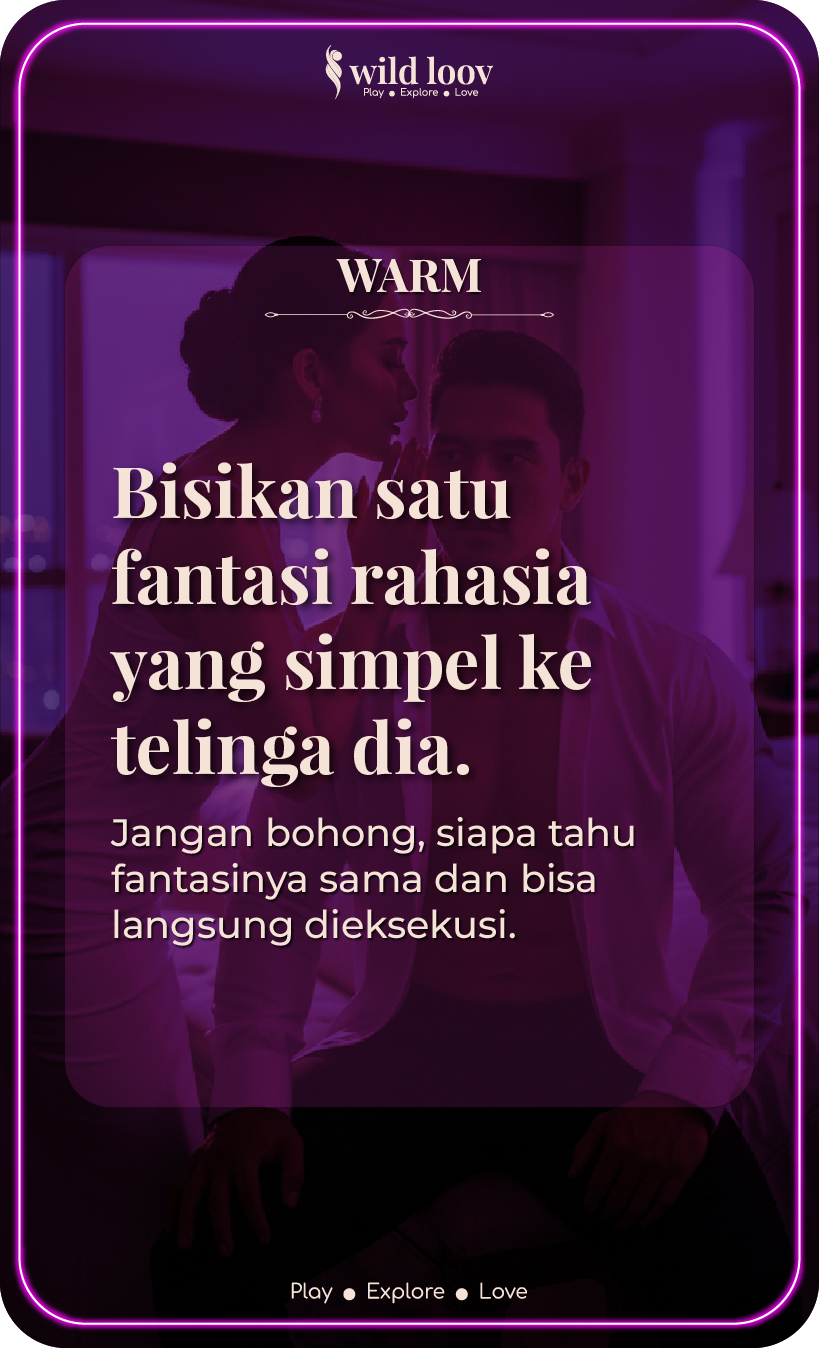 wild loov
Play ● Explore ● Love
WARM
Bisikan satu
fantasi rahasia
yang simpel ke
telinga dia.
Jangan bohong, siapa tahu
fantasinya sama dan bisa
langsung dieksekusi.
Play ● Explore ● Love